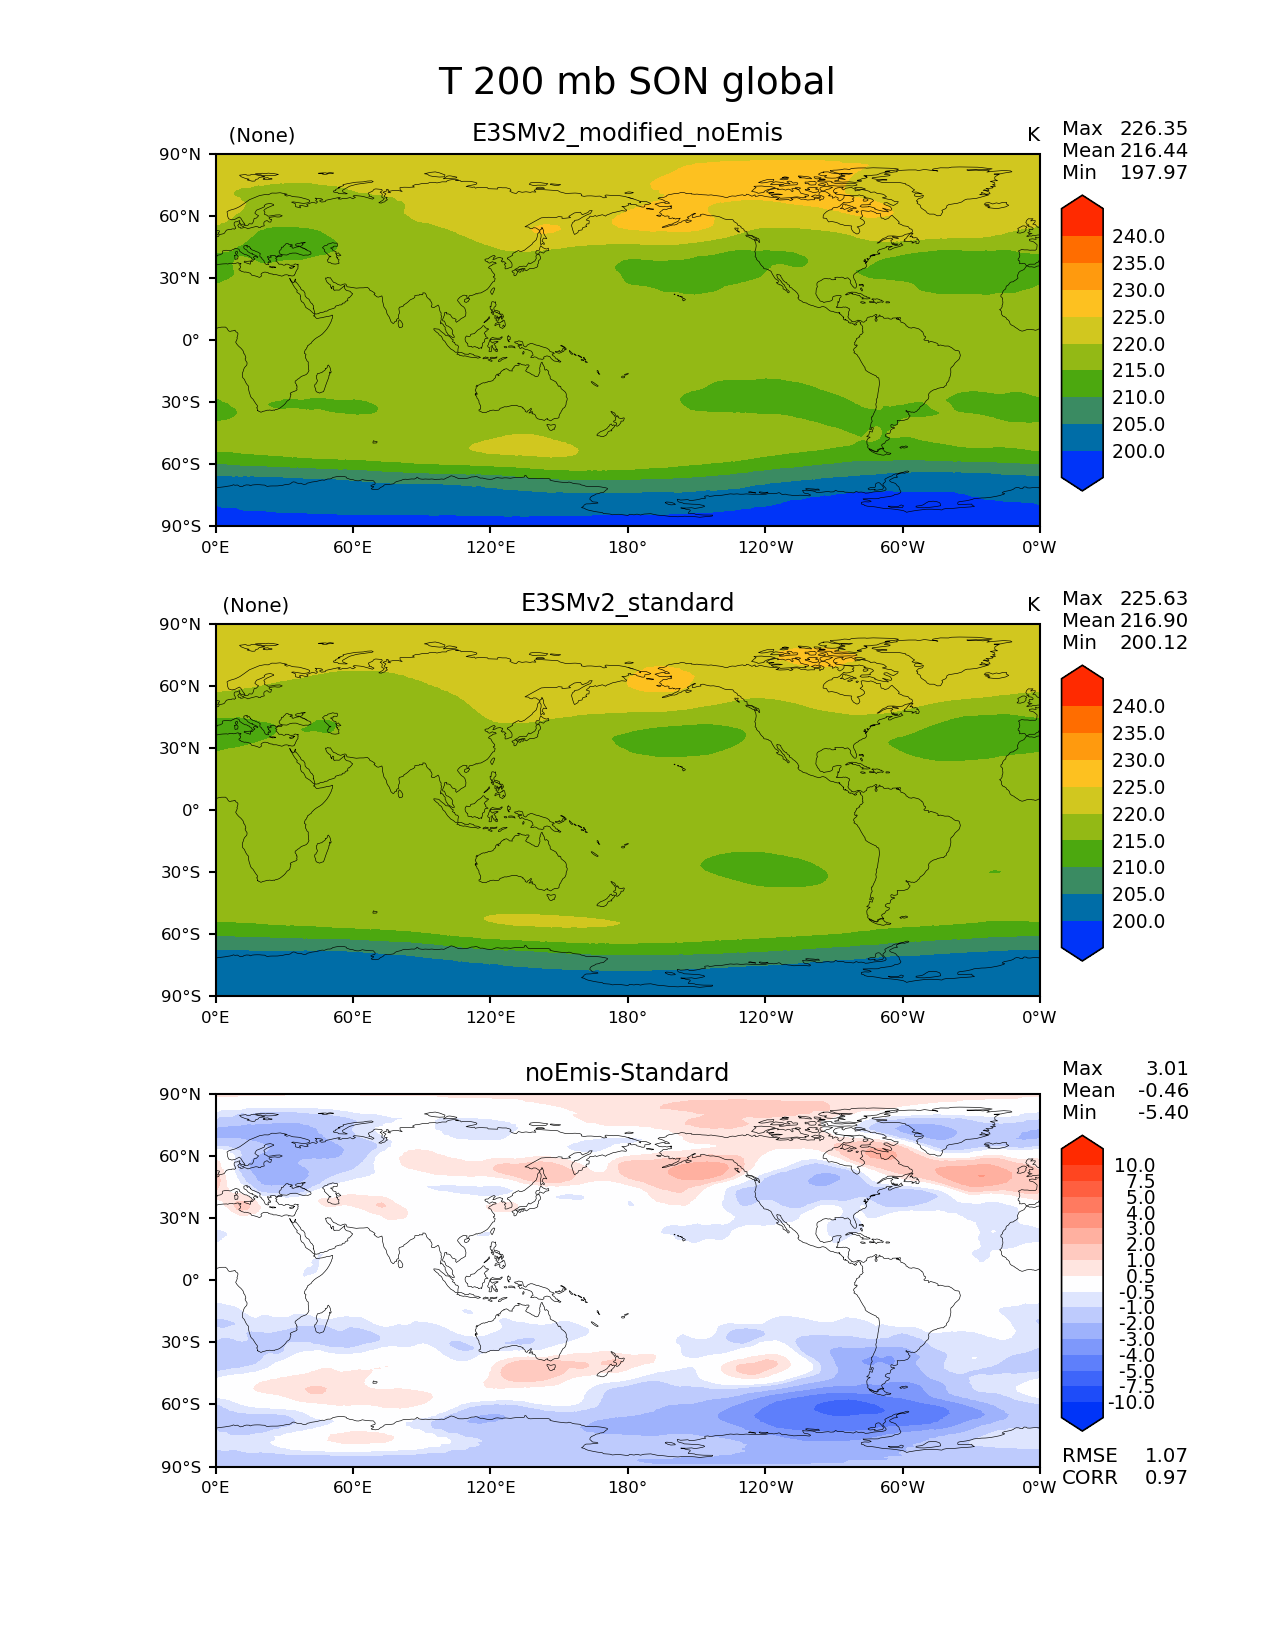 T 200 mb SON global
(None) E3SMv2_modified_noEmis K
Max 226.35
Mean 216.44
Min 197.97
90°N
60°N
30°N
0°
30°S
60°S
90°S
0°E 60°E 120°E 180° 120°W 60°W 0°W
240.0
235.0
230.0
225.0
220.0
215.0
210.0
205.0
200.0
(None) E3SMv2_standard K
Max 225.63
Mean 216.90
Min 200.12
90°N
60°N
30°N
0°
30°S
60°S
90°S
0°E 60°E 120°E 180° 120°W 60°W 0°W
240.0
235.0
230.0
225.0
220.0
215.0
210.0
205.0
200.0
noEmis-Standard
Max 3.01
Mean -0.46
Min -5.40
90°N
60°N
30°N
0°
30°S
60°S
90°S
0°E 60°E 120°E 180° 120°W 60°W 0°W
10.0
7.5
5.0
4.0
3.0
2.0
1.0
0.5
-0.5
-1.0
-2.0
-3.0
-4.0
-5.0
-7.5
-10.0
RMSE 1.07
CORR 0.97